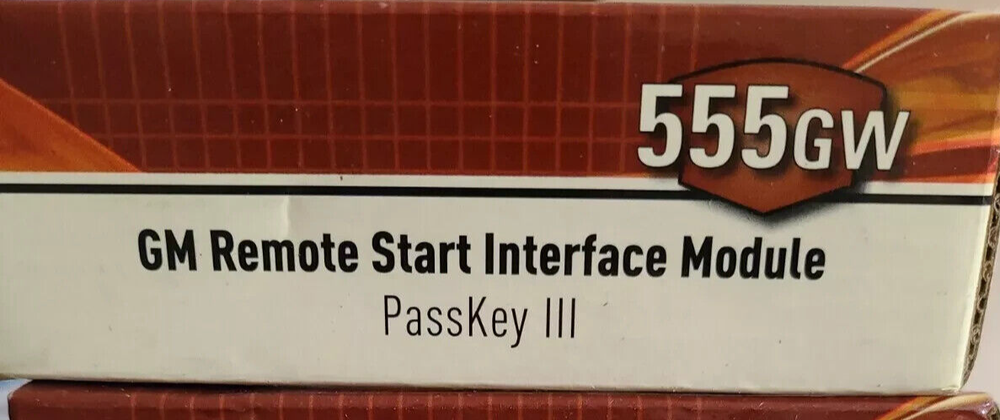 555GW
GM Remote Start Interface Module
PassKey III